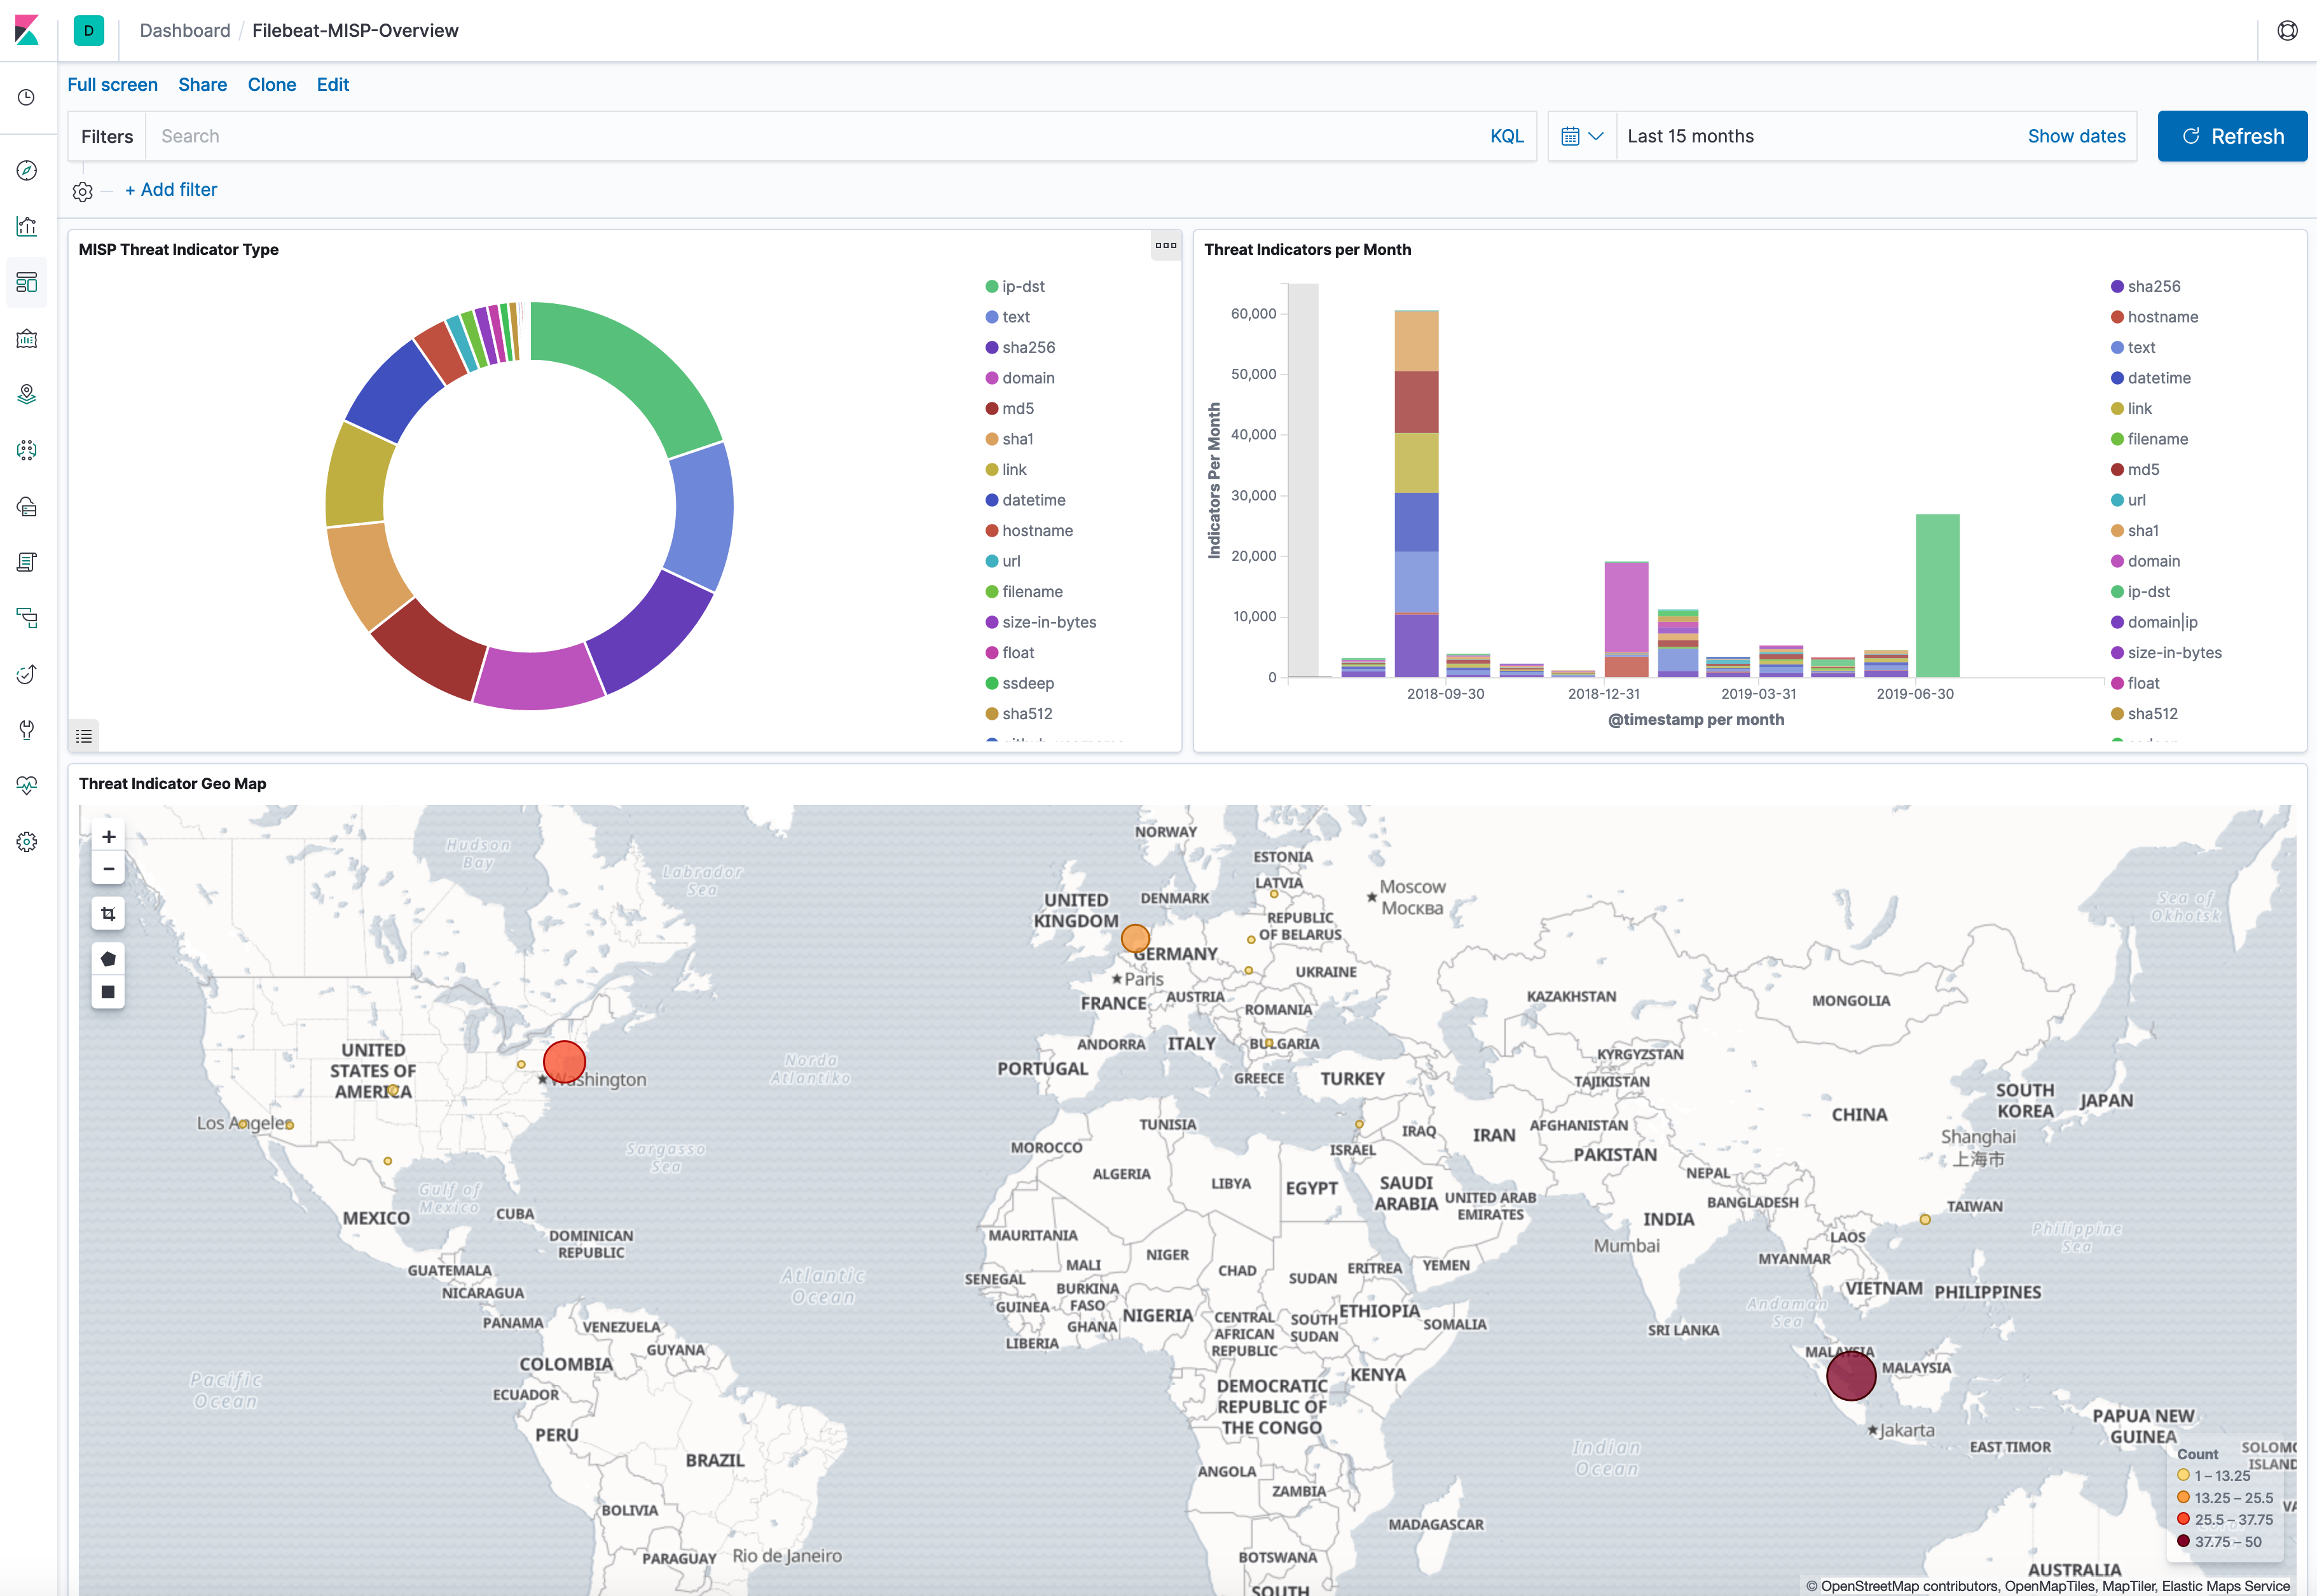 D
Dashboard / Filebeat-MISP-Overview
Full screen Share Clone Edit
Filters Search KQL Last 15 months Show dates Refresh
+ Add filter
MISP Threat Indicator Type
ip-dst
text
sha256
domain
md5
sha1
link
datetime
hostname
url
filename
size-in-bytes
float
ssdeep
sha512
Threat Indicators per Month
Indicators Per Month
60,000
50,000
40,000
30,000
20,000
10,000
0
2018-09-30 2018-12-31 2019-03-31 2019-06-30
@timestamp per month
sha256
hostname
text
datetime
link
filename
md5
url
sha1
domain
ip-dst
domain|ip
size-in-bytes
float
sha512
Threat Indicator Geo Map
+
−
Hudson
Bay
Labrador
Sea
NORWAY
ESTONIA
LATVIA
DENMARK
UNITED
KINGDOM
Moscow
Москва
REPUBLIC
OF BELARUS
GERMANY
Paris
UKRAINE
FRANCE
AUSTRIA
ROMANIA
KAZAKHSTAN
MONGOLIA
Sea of
Okhotsk
ANDORRA
ITALY
BULGARIA
PORTUGAL
GREECE
TURKEY
KYRGYZSTAN
TAJIKISTAN
UNITED
STATES OF
AMERICA
Washington
Los Angeles
Norda
Atlantiko
SOUTH
KOREA
JAPAN
CHINA
Shanghai
上海市
TUNISIA
MOROCCO
ALGERIA
LIBYA
EGYPT
ISRAEL
IRAQ
IRAN
AFGHANISTAN
PAKISTAN
NEPAL
SAUDI
ARABIA
UNITED ARAB
EMIRATES
BANGLADESH
INDIA
Mumbai
TAIWAN
Sargasso
Sea
Gulf of
Mexico
MEXICO
CUBA
DOMINICAN
REPUBLIC
GUATEMALA
NICARAGUA
PANAMA
VENEZUELA
GUYANA
COLOMBIA
ECUADOR
PERU
BRAZIL
BOLIVIA
PARAGUAY
Rio de Janeiro
Pacific
Ocean
Atlantic
Ocean
MAURITANIA
MALI
NIGER
CHAD
SUDAN
ERITREA
YEMEN
SENEGAL
BURKINA
FASO
GUINEA
GHANA
LIBERIA
NIGERIA
CENTRAL
AFRICAN
REPUBLIC
SOUTH
SUDAN
ETHIOPIA
SOMALIA
KENYA
DEMOCRATIC
REPUBLIC OF
THE CONGO
ANGOLA
ZAMBIA
BOTSWANA
SOUTH
MADAGASCAR
Indian
Ocean
SRI LANKA
Andaman
Sea
MYANMAR
LAOS
VIETNAM
PHILIPPINES
Philippine
Sea
MALAYSIA
MALAYSIA
Jakarta
EAST TIMOR
PAPUA NEW
GUINEA
AUSTRALIA
Count
1 – 13.25
13.25 – 25.5
25.5 – 37.75
37.75 – 50
© OpenStreetMap contributors, OpenMapTiles, MapTiler, Elastic Maps Service